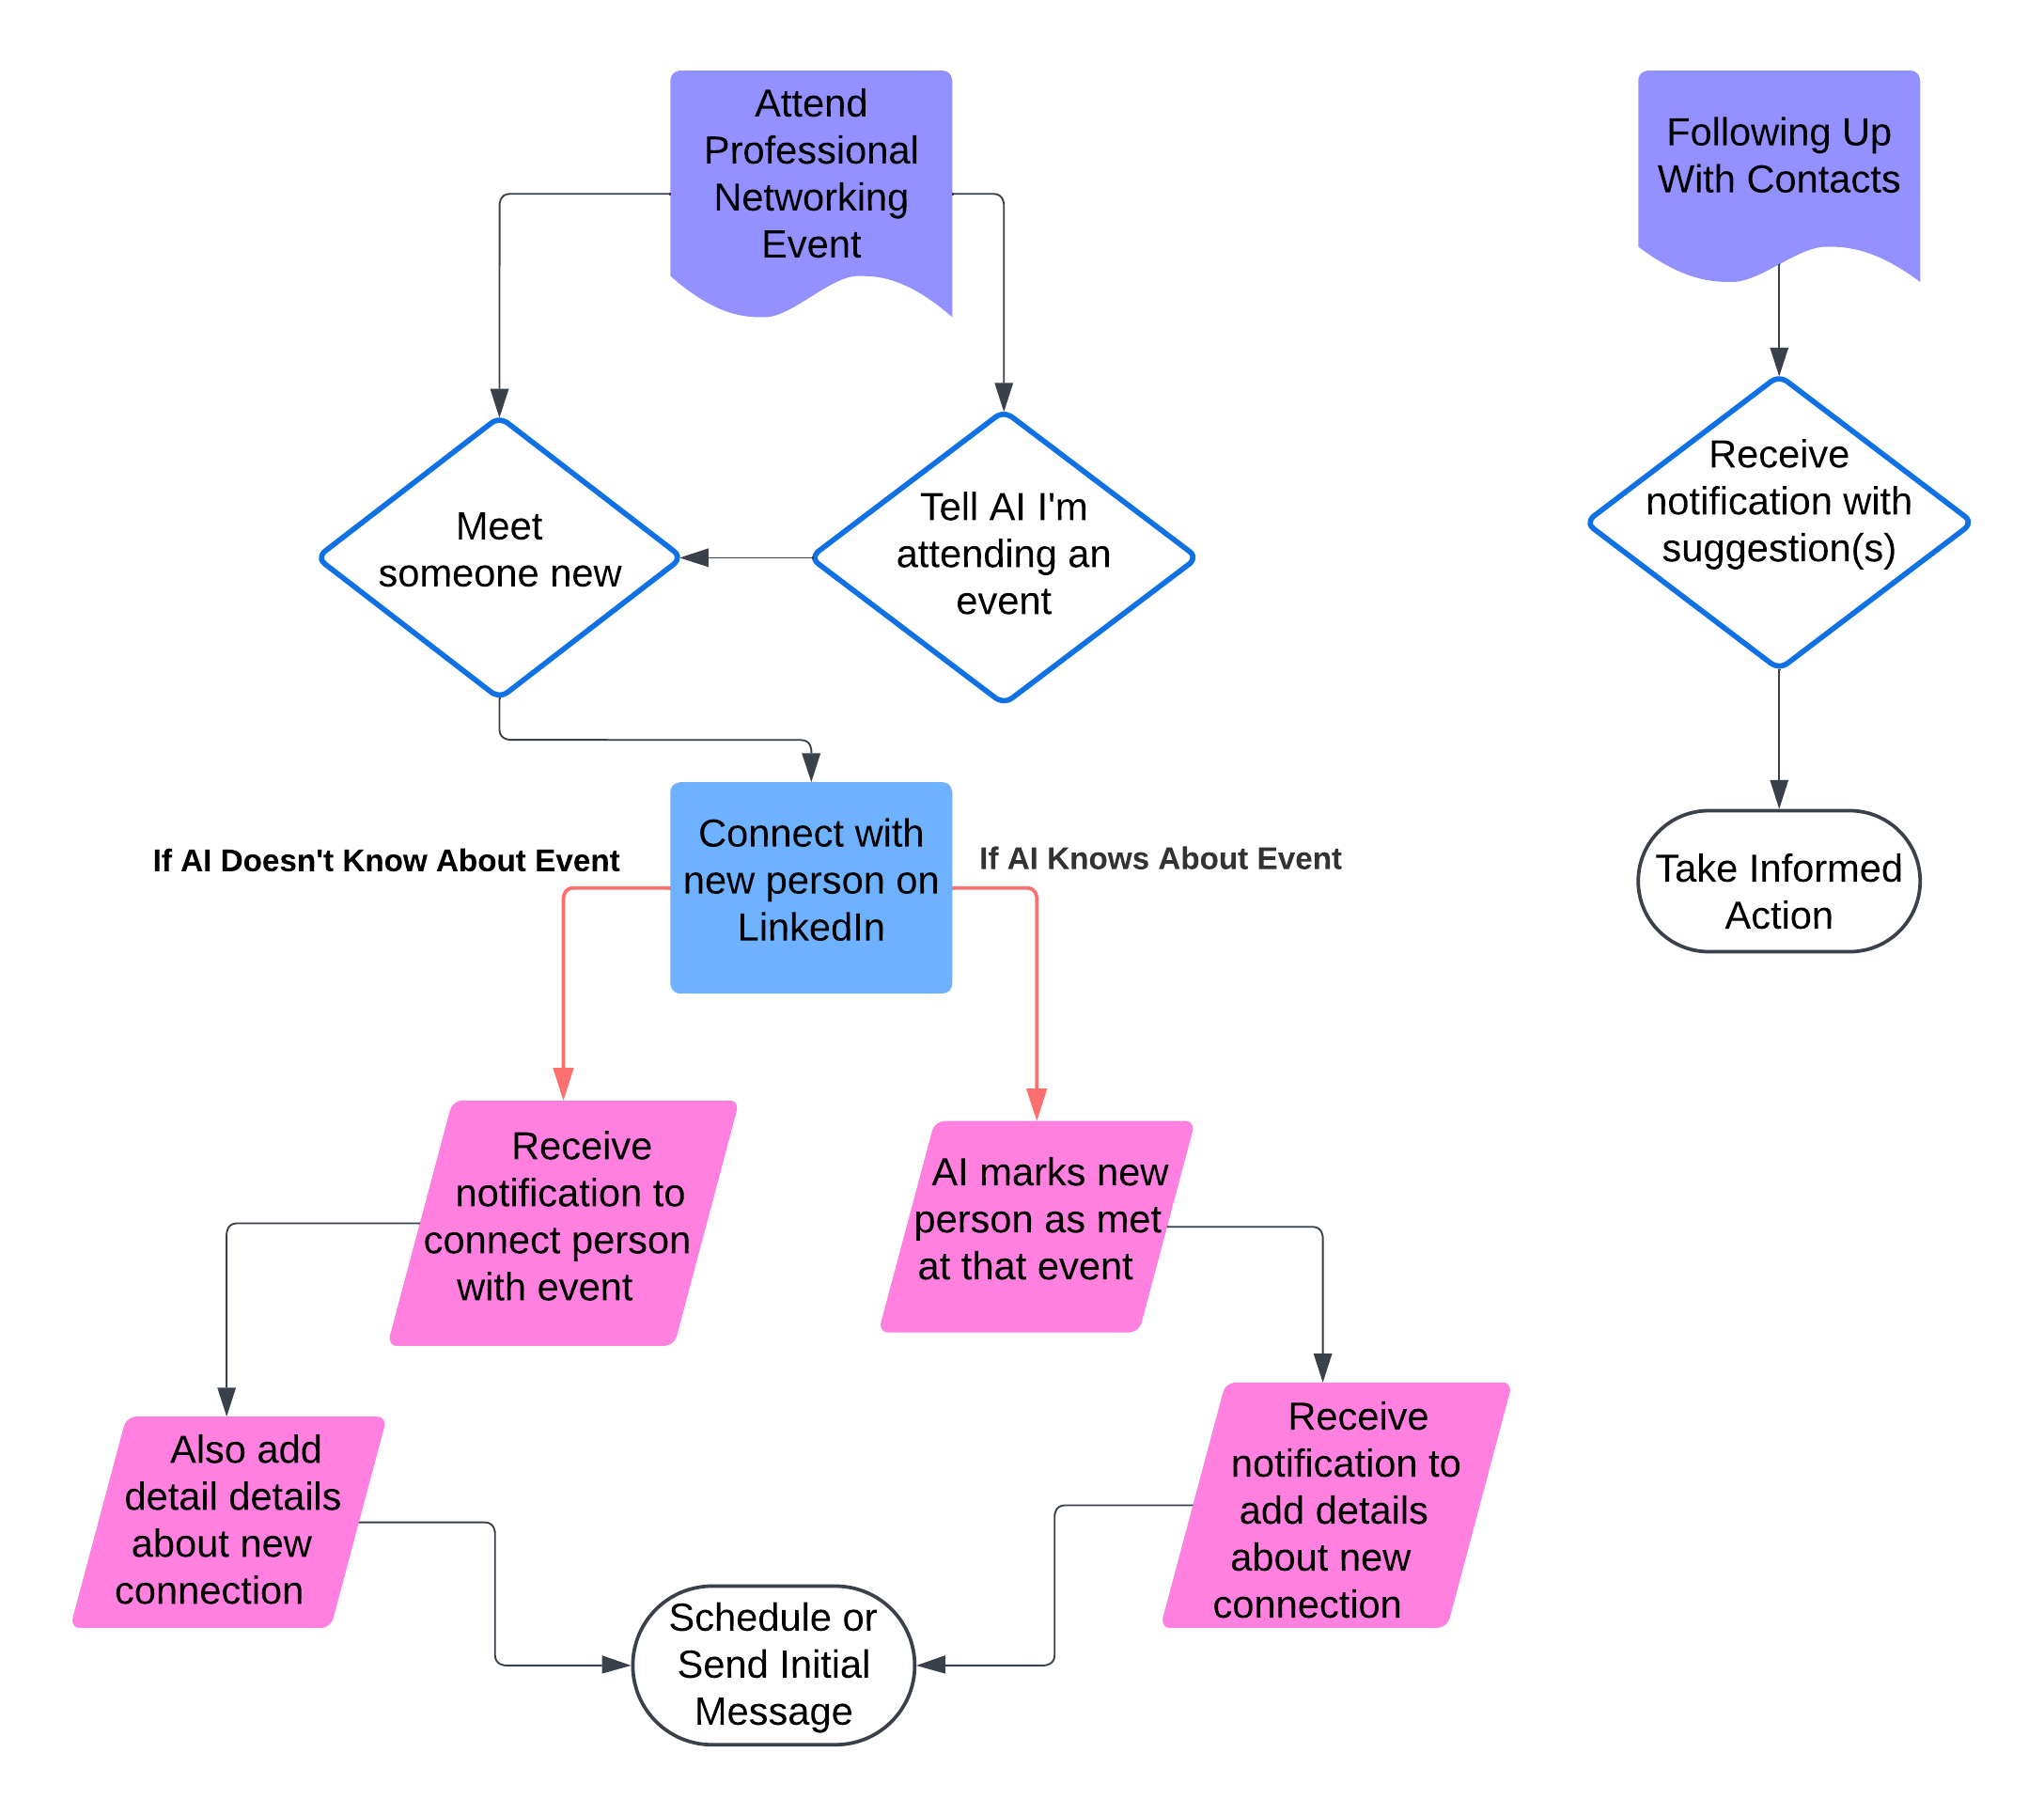 Attend
Professional
Networking
Event
Following Up
With Contacts
Meet
someone new
Tell AI I'm
attending an
event
Receive
notification with
suggestion(s)
If AI Doesn't Know About Event
Connect with
new person on
LinkedIn
If AI Knows About Event
Take Informed
Action
Receive
notification to
connect person
with event
AI marks new
person as met
at that event
Also add
detail details
about new
connection
Receive
notification to
add details
about new
connection
Schedule or
Send Initial
Message